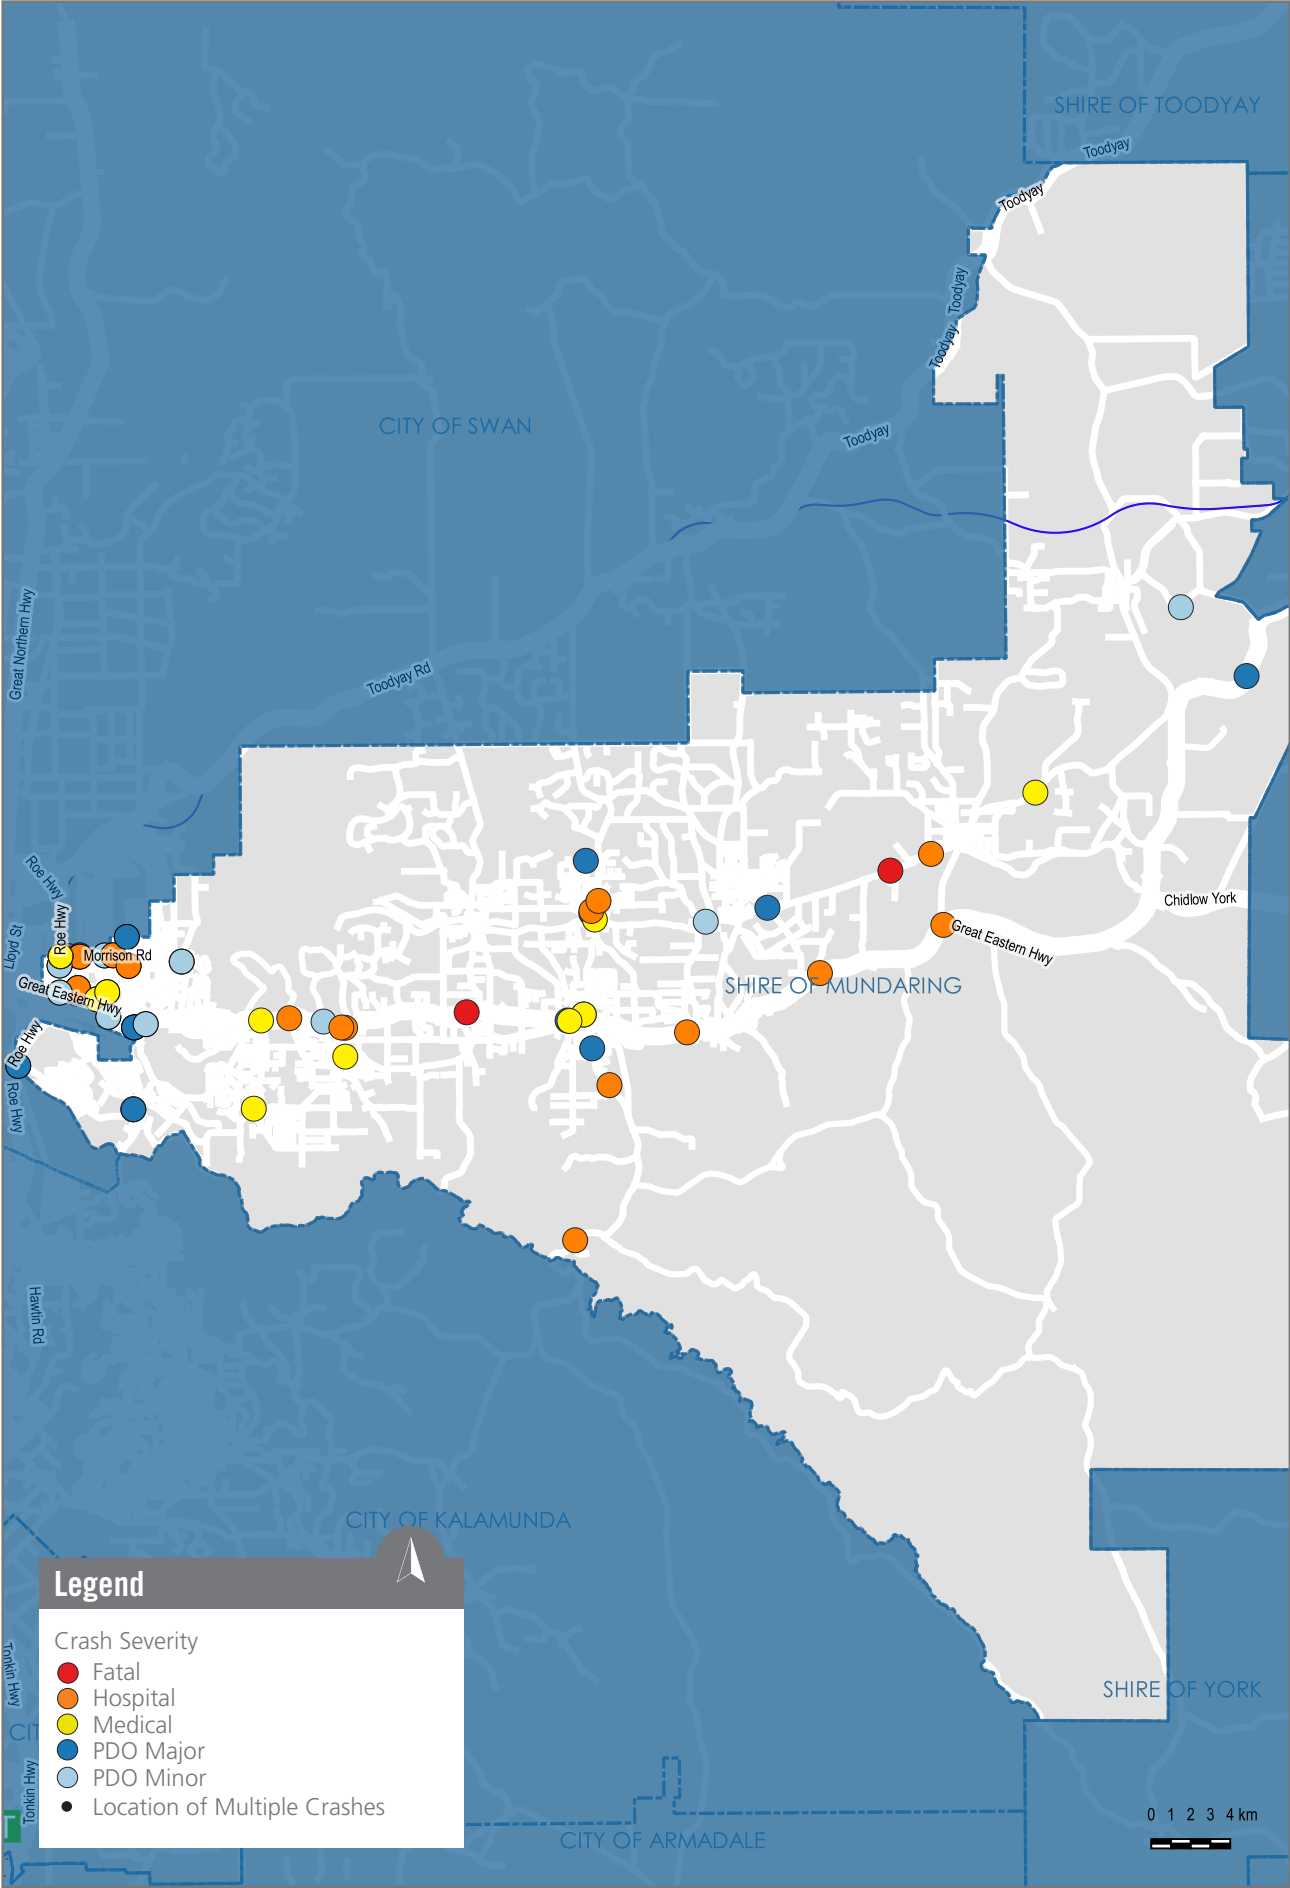 SHIRE OF TOODYAY
Toodyay
Toodyay
Toodyay
Toodyay
CITY OF SWAN
Toodyay
Great Northern Hwy
Toodyay Rd
Roe Hwy
Chidlow York
Roe Hwy
Lloyd St
Great Eastern Hwy
Morrison Rd
SHIRE OF MUNDARING
Great Eastern Hwy
Roe Hwy
Roe Hwy
Hawtin Rd
CITY OF KALAMUNDA
Legend
Crash Severity
Fatal
Hospital
Medical
PDO Major
PDO Minor
Location of Multiple Crashes
Tonkin Hwy
SHIRE OF YORK
CIT
Tonkin Hwy
0 1 2 3 4 km
CITY OF ARMADALE